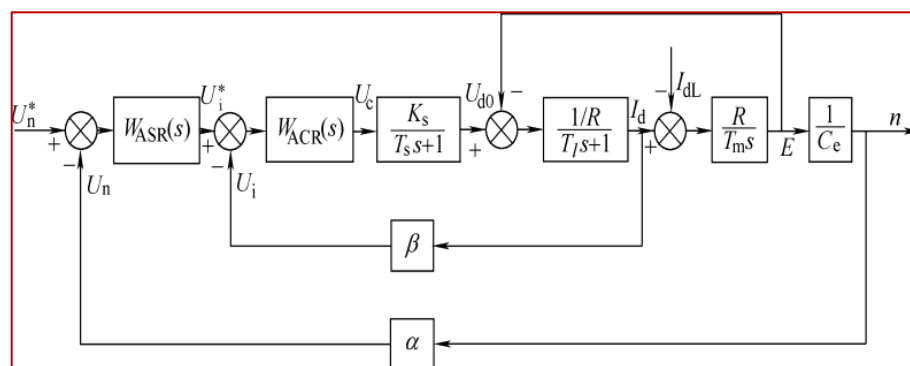 U*n + − WASR(s) U*i + − WACR(s) Uc Ks/(Tss+1) Ud0 + − (1/R)/(Tls+1) Id + − IdL R/(Tms) E 1/Ce n
Un Ui
β
α